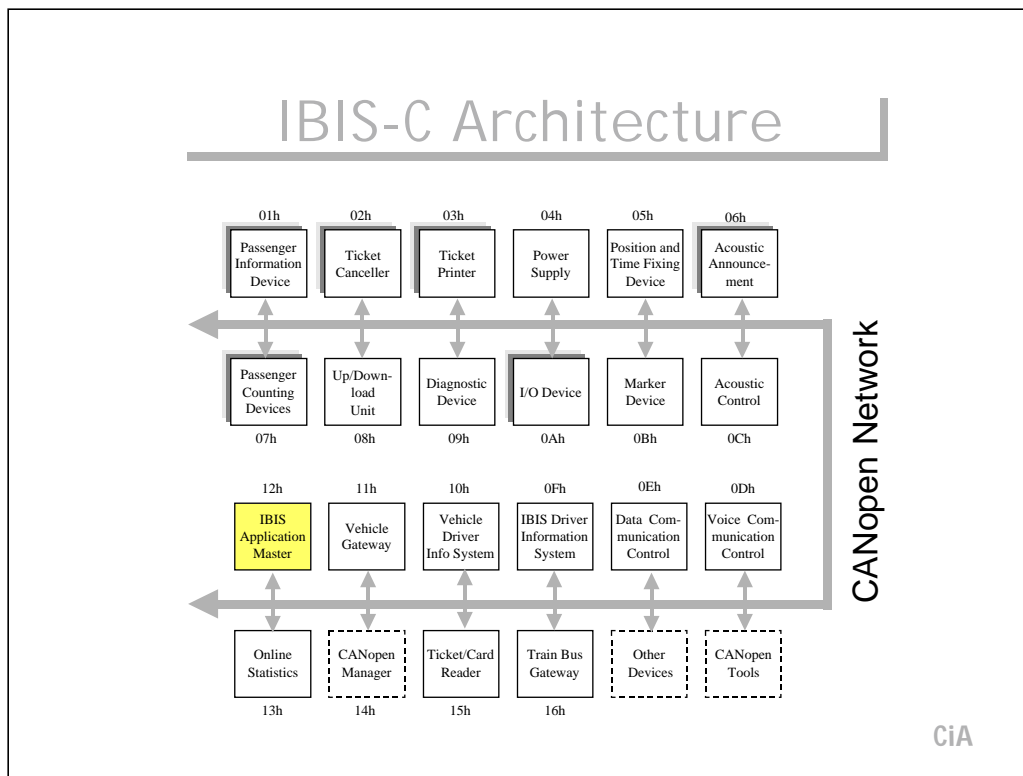 IBIS-C Architecture
01h
02h
03h
04h
05h
06h
Passenger
Information
Device
Ticket
Canceller
Ticket
Printer
Power
Supply
Position and
Time Fixing
Device
Acoustic
Announce-
ment
Passenger
Counting
Devices
Up/Down-
load
Unit
Diagnostic
Device
I/O Device
Marker
Device
Acoustic
Control
07h
08h
09h
0Ah
0Bh
0Ch
CANopen Network
12h
11h
10h
0Fh
0Eh
0Dh
IBIS
Application
Master
Vehicle
Gateway
Vehicle
Driver
Info System
IBIS Driver
Information
System
Data Com-
munication
Control
Voice Com-
munication
Control
Online
Statistics
CANopen
Manager
Ticket/Card
Reader
Train Bus
Gateway
Other
Devices
CANopen
Tools
13h
14h
15h
16h
CiA